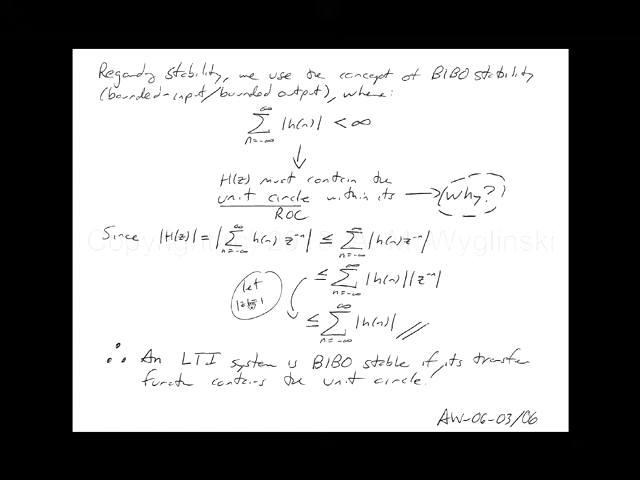 Regarding stability, we use the concept of BIBO stability
(bounded-input/bounded output), where:
∞∑n=-∞ |h(n)| < ∞
↓
H(z) must contain the
unit circle within its → Why?
ROC
Since |H(z)| = |∞∑n=-∞ h(n) z⁻ⁿ| ≤ ∞∑n=-∞ |h(n)z⁻ⁿ|
≤ ∞∑n=-∞ |h(n)||z⁻ⁿ|
let
|z|=1
≤ ∞∑n=-∞ |h(n)| //
∴ An LTI system is BIBO stable if its transfer
function contains the unit circle.
AW-06-03/06
Wyglinski